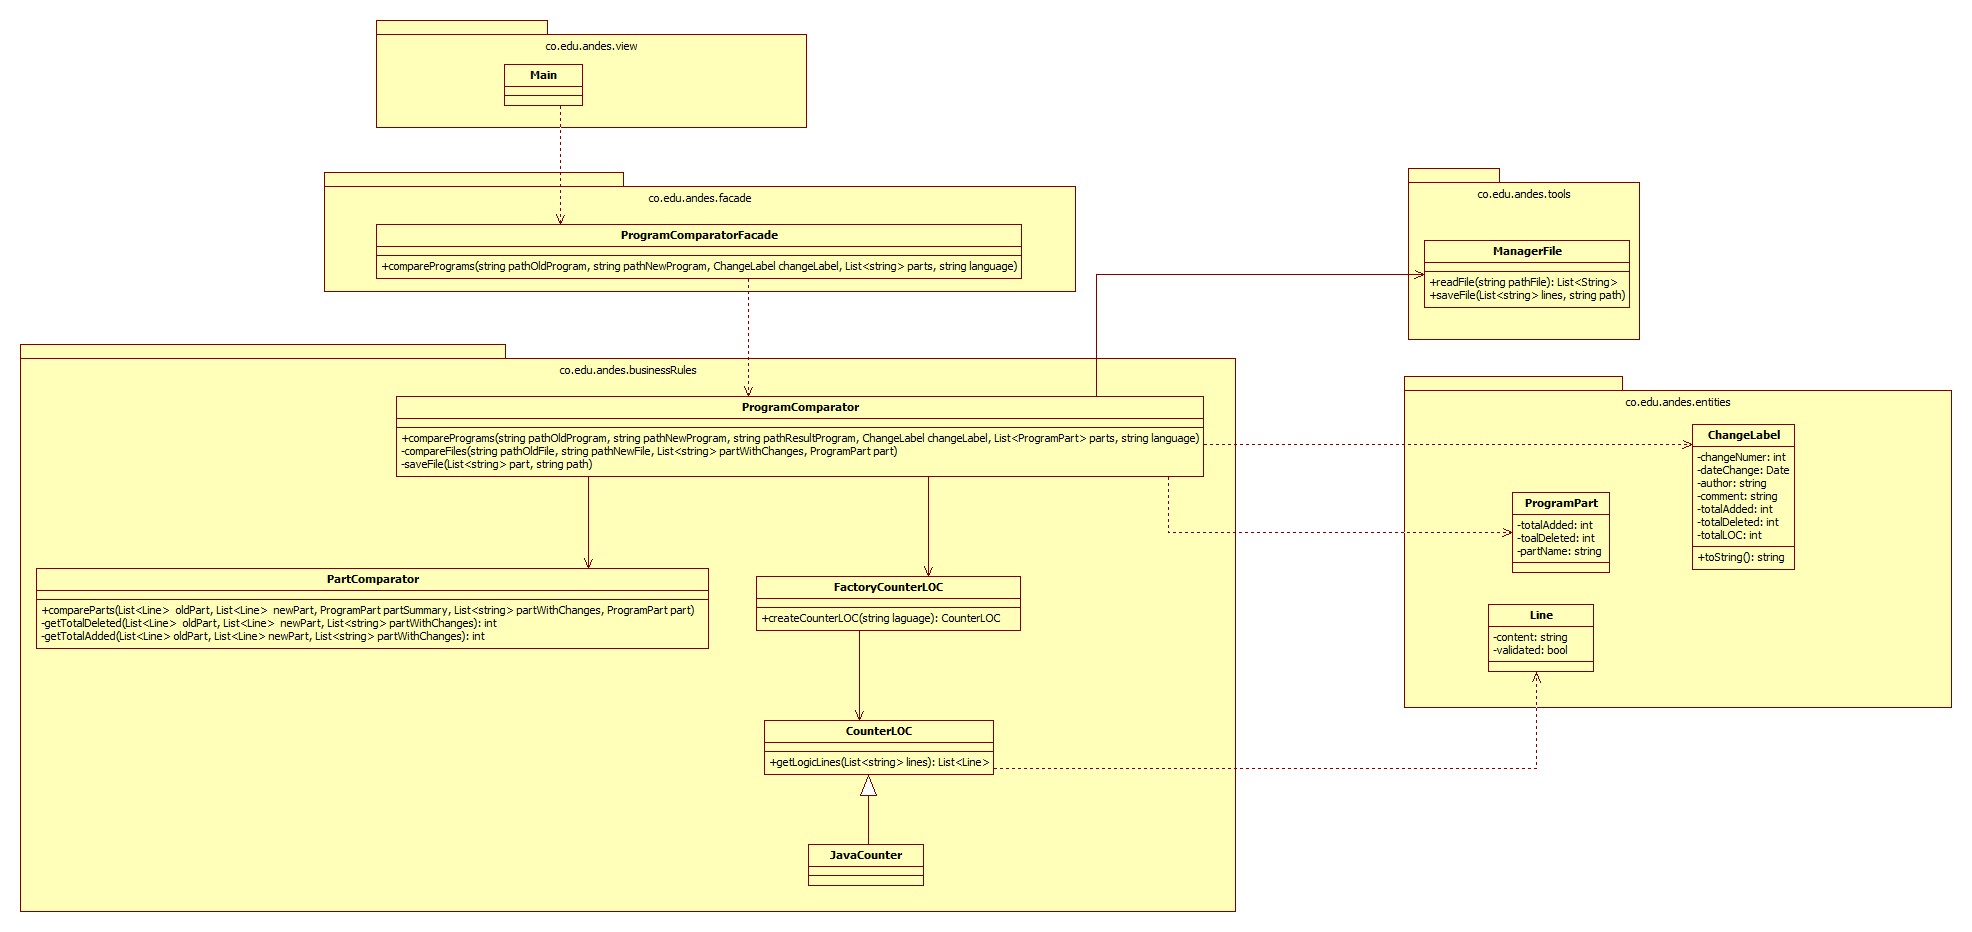 co.edu.andes.view
Main
co.edu.andes.facade
ProgramComparatorFacade
+comparePrograms(string pathOldProgram, string pathNewProgram, ChangeLabel changeLabel, List<string> parts, string language)
co.edu.andes.tools
ManagerFile
+readFile(string pathFile): List<String>
+saveFile(List<string> lines, string path)
co.edu.andes.businessRules
ProgramComparator
+comparePrograms(string pathOldProgram, string pathNewProgram, string pathResultProgram, ChangeLabel changeLabel, List<ProgramPart> parts, string language)
-compareFiles(string pathOldFile, string pathNewFile, List<string> partWithChanges, ProgramPart part)
-saveFile(List<string> part, string path)
PartComparator
+compareParts(List<Line> oldPart, List<Line> newPart, ProgramPart partSummary, List<string> partWithChanges, ProgramPart part)
-getTotalDeleted(List<Line> oldPart, List<Line> newPart, List<string> partWithChanges): int
-getTotalAdded(List<Line> oldPart, List<Line> newPart, List<string> partWithChanges): int
FactoryCounterLOC
+createCounterLOC(string laguage): CounterLOC
CounterLOC
+getLogicLines(List<string> lines): List<Line>
JavaCounter
co.edu.andes.entities
ChangeLabel
-changeNumer: int
-dateChange: Date
-author: string
-comment: string
-totalAdded: int
-totalDeleted: int
-totalLOC: int
+toString(): string
ProgramPart
-totalAdded: int
-toalDeleted: int
-partName: string
Line
-content: string
-validated: bool